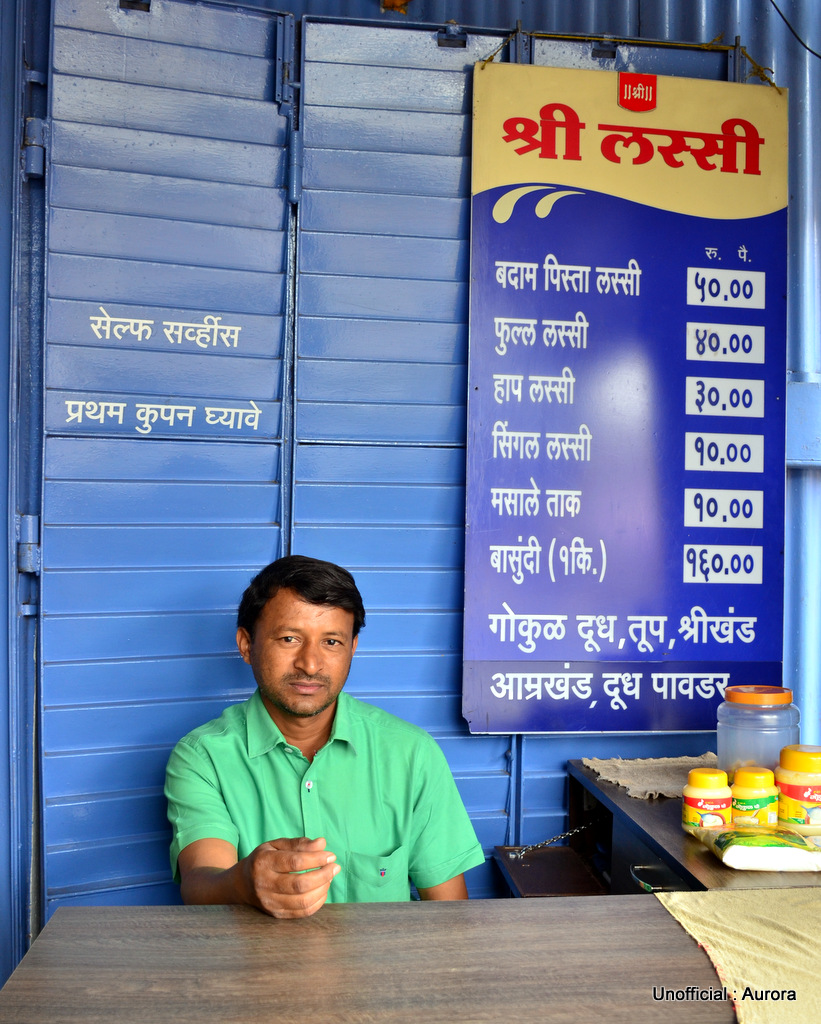 ||श्री||
श्री लस्सी
रु. पै.
बदाम पिस्ता लस्सी ५०.००
फुल्ल लस्सी ४०.००
हाप लस्सी ३०.००
सिंगल लस्सी १०.००
मसाले ताक १०.००
बासुंदी (१कि.) १६०.००
गोकुळ दूध,तूप,श्रीखंड
आम्रखंड,दूध पावडर
सेल्फ सर्व्हीस
प्रथम कुपन घ्यावे
Unofficial : Aurora